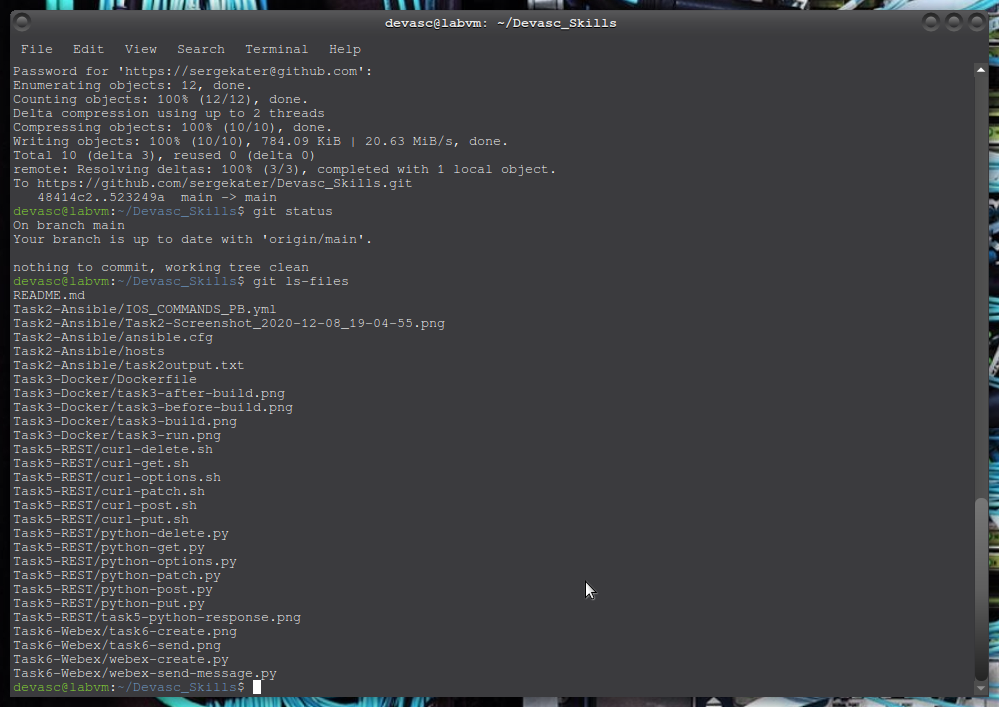 devasc@labvm: ~/Devasc_Skills
File Edit View Search Terminal Help
Password for 'https://sergekater@github.com':
Enumerating objects: 12, done.
Counting objects: 100% (12/12), done.
Delta compression using up to 2 threads
Compressing objects: 100% (10/10), done.
Writing objects: 100% (10/10), 784.09 KiB | 20.63 MiB/s, done.
Total 10 (delta 3), reused 0 (delta 0)
remote: Resolving deltas: 100% (3/3), completed with 1 local object.
To https://github.com/sergekater/Devasc_Skills.git
   48414c2..523249a  main -> main
devasc@labvm:~/Devasc_Skills$ git status
On branch main
Your branch is up to date with 'origin/main'.

nothing to commit, working tree clean
devasc@labvm:~/Devasc_Skills$ git ls-files
README.md
Task2-Ansible/IOS_COMMANDS_PB.yml
Task2-Ansible/Task2-Screenshot_2020-12-08_19-04-55.png
Task2-Ansible/ansible.cfg
Task2-Ansible/hosts
Task2-Ansible/task2output.txt
Task3-Docker/Dockerfile
Task3-Docker/task3-after-build.png
Task3-Docker/task3-before-build.png
Task3-Docker/task3-build.png
Task3-Docker/task3-run.png
Task5-REST/curl-delete.sh
Task5-REST/curl-get.sh
Task5-REST/curl-options.sh
Task5-REST/curl-patch.sh
Task5-REST/curl-post.sh
Task5-REST/curl-put.sh
Task5-REST/python-delete.py
Task5-REST/python-get.py
Task5-REST/python-options.py
Task5-REST/python-patch.py
Task5-REST/python-post.py
Task5-REST/python-put.py
Task5-REST/task5-python-response.png
Task6-Webex/task6-create.png
Task6-Webex/task6-send.png
Task6-Webex/webex-create.py
Task6-Webex/webex-send-message.py
devasc@labvm:~/Devasc_Skills$